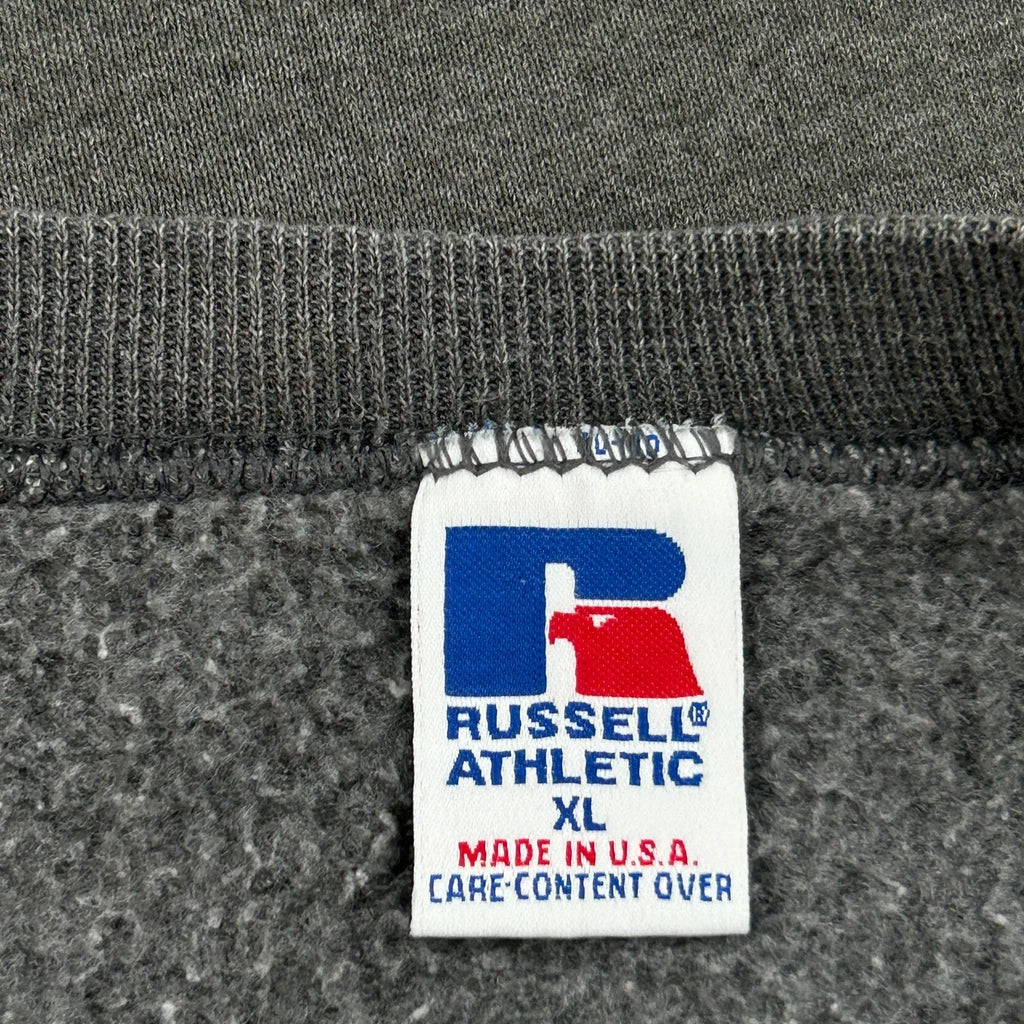 RUSSELL®
ATHLETIC
XL
MADE IN U.S.A.
CARE-CONTENT OVER